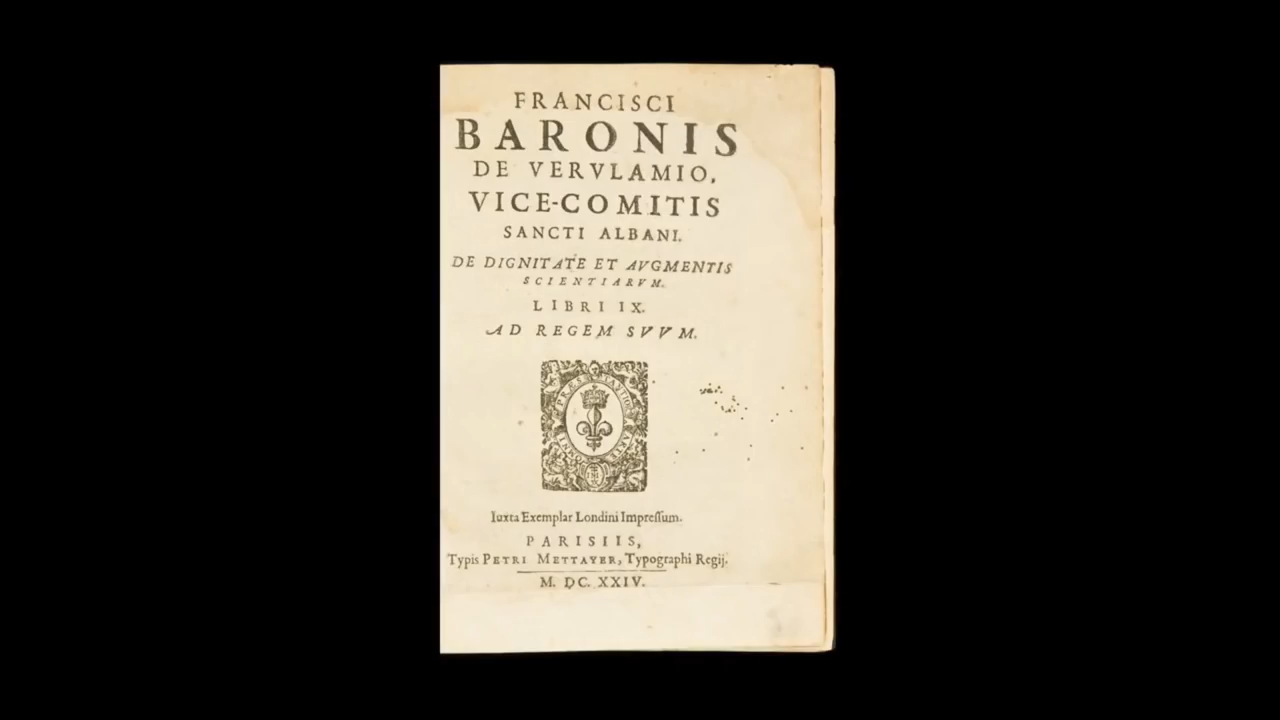 FRANCISCI
BARONIS
DE VERVLAMIO,
VICE-COMITIS
SANCTI ALBANI.
DE DIGNITATE ET AVGMENTIS
SCIENTIARVM.
LIBRI IX.
AD REGEM SVVM.
Iuxta Exemplar Londini Impreſſum.
PARISIIS,
Typis PETRI METTAYER, Typographi Regij.
M. DC. XXIV.